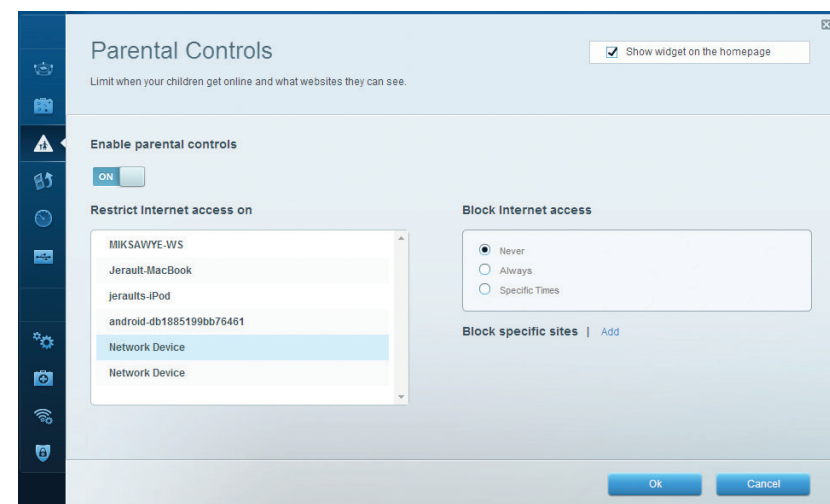 Parental Controls
Show widget on the homepage
Limit when your children get online and what websites they can see.
Enable parental controls
ON
Restrict Internet access on
Block Internet access
MIKSAWYE-WS
Jerault-MacBook
jeraults-iPod
android-db1885199bb76461
Network Device
Network Device
Never
Always
Specific Times
Block specific sites | Add
Ok
Cancel